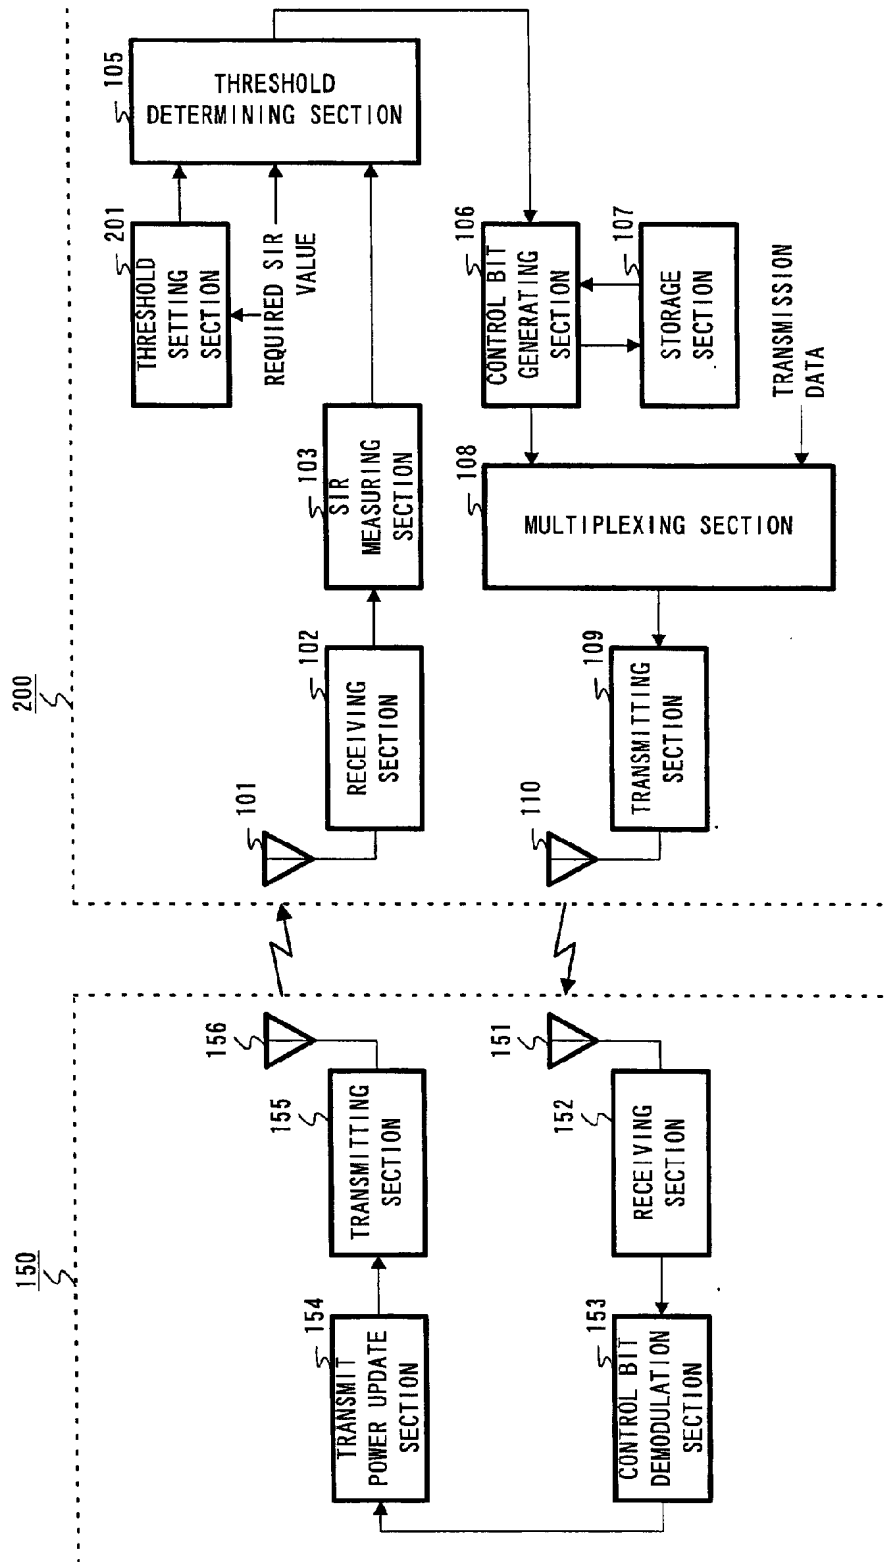 150
200
154
TRANSMIT
POWER UPDATE
SECTION
155
TRANSMITTING
SECTION
156
101
102
RECEIVING
SECTION
103
SIR
MEASURING
SECTION
201
THRESHOLD
SETTING
SECTION
REQUIRED SIR
VALUE
105
THRESHOLD
DETERMINING SECTION
153
CONTROL BIT
DEMODULATION
SECTION
152
RECEIVING
SECTION
151
110
109
TRANSMITTING
SECTION
108
MULTIPLEXING SECTION
106
CONTROL BIT
GENERATING
SECTION
107
STORAGE
SECTION
TRANSMISSION
DATA